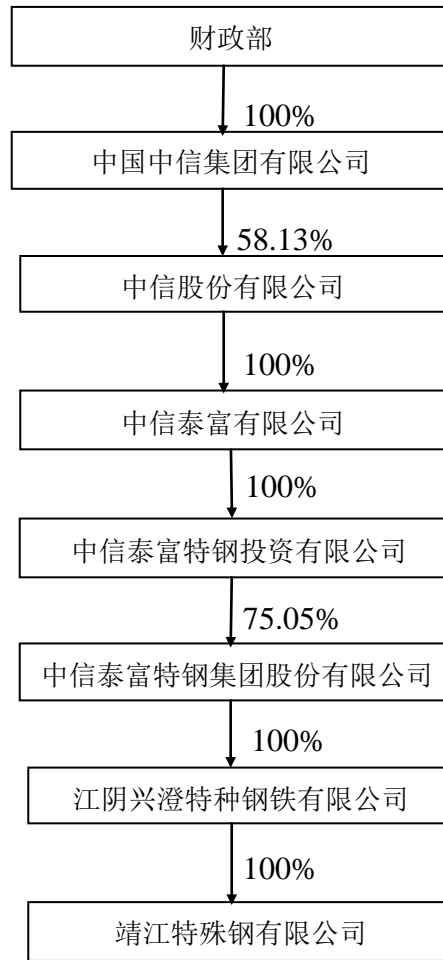 财政部
100%
中国中信集团有限公司
58.13%
中信股份有限公司
100%
中信泰富有限公司
100%
中信泰富特钢投资有限公司
75.05%
中信泰富特钢集团股份有限公司
100%
江阴兴澄特种钢铁有限公司
100%
靖江特殊钢有限公司